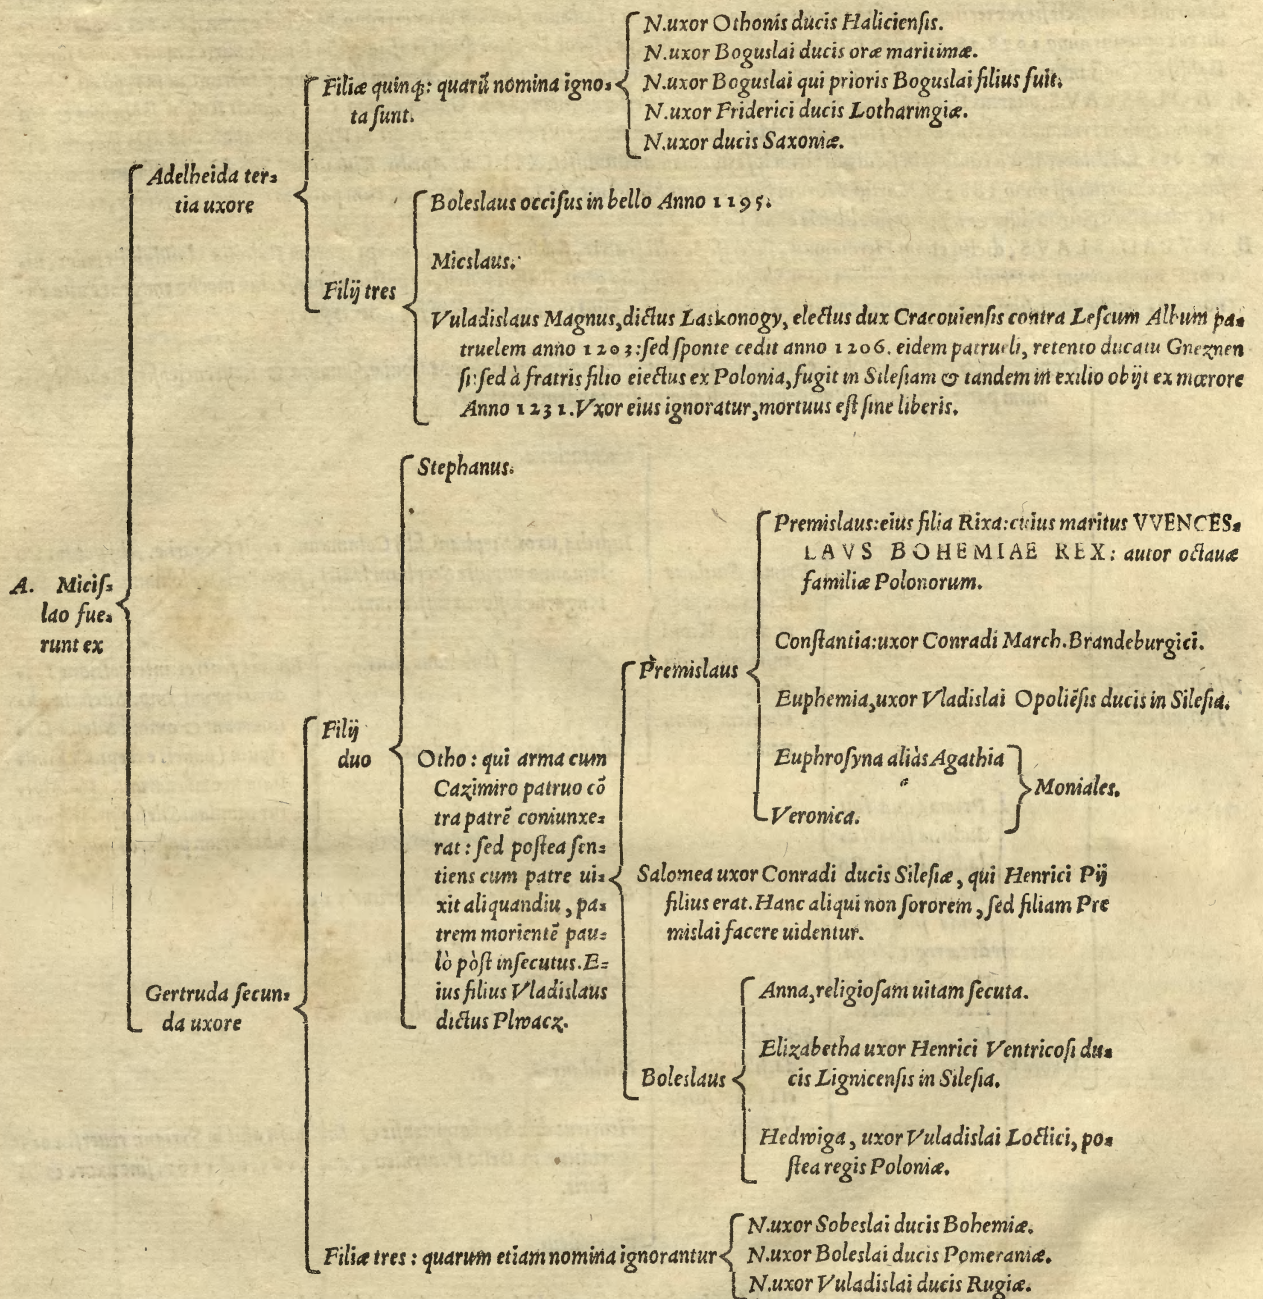 N.uxor Othonis ducis Haliciensis.
N.uxor Boguslai ducis oræ maritimæ.
Filiæ quinq;: quarũ nomina igno-
ta sunt.
N.uxor Boguslai qui prioris Boguslai filius fuit.
N.uxor Friderici ducis Lotharingiæ.
N.uxor ducis Saxoniæ.
Adelheida ter-
tia uxore
Boleslaus occisus in bello Anno 1195.
Micslaus.
Filij tres
Vuladislaus Magnus, dictus Laskonogy, electus dux Cracouiensis contra Lescum Album pa-
truelem anno 1203: sed sponte cedit anno 1206. eidem patrueli, retento ducatu Gneznen
si: sed à fratris filio eiectus ex Polonia, fugit in Silesiam & tandem in exilio obijt ex mœrore
Anno 1231. Vxor eius ignoratur, mortuus est sine liberis.
A. Micis-
lao fue-
runt ex
Stephanus.
Premislaus: eius filia Rixa: cuius maritus VVENCES-
LAVS BOHEMIAE REX: autor octauæ
familiæ Polonorum.
Constantia: uxor Conradi March. Brandeburgici.
Premislaus
Euphemia, uxor Vladislai Opoliẽsis ducis in Silesia.
Filij
duo
Euphrosyna aliàs Agathia
Moniales.
Veronica.
Otho: qui arma cum
Cazimiro patruo cõ
tra patrẽ coniunxe-
rat: sed postea sen-
tiens cum patre ui-
xit aliquandiu, pa-
trem morientẽ pau-
lò pòst insecutus. E-
ius filius Vladislaus
dictus Plwacz.
Salomea uxor Conradi ducis Silesiæ, qui Henrici Pij
filius erat. Hanc aliqui non sororem, sed filiam Pre
mislai facere uidentur.
Gertruda secun-
da uxore
Anna, religiosam uitam secuta.
Boleslaus
Elizabetha uxor Henrici Ventricosi du-
cis Lignicensis in Silesia.
Hedwiga, uxor Vuladislai Loctici, po-
stea regis Poloniæ.
Filiæ tres: quarum etiam nomina ignorantur
N.uxor Sobeslai ducis Bohemiæ.
N.uxor Boleslai ducis Pomeraniæ.
N.uxor Vuladislai ducis Rugiæ.